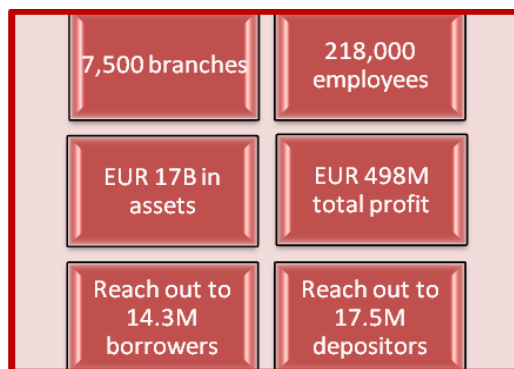 7,500 branches
218,000
employees
EUR 17B in
assets
EUR 498M
total profit
Reach out to
14.3M
borrowers
Reach out to
17.5M
depositors